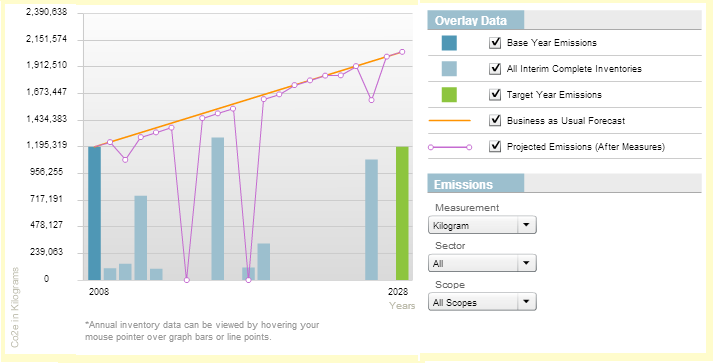 2,390,638
2,151,574
1,912,510
1,673,447
1,434,383
1,195,319
956,255
717,191
478,127
239,063
0
2008
2028
Years
Co2e in Kilograms
*Annual inventory data can be viewed by hovering your
mouse pointer over graph bars or line points.
Overlay Data
Base Year Emissions
All Interim Complete Inventories
Target Year Emissions
Business as Usual Forecast
Projected Emissions (After Measures)
Emissions
Measurement
Kilogram
Sector
All
Scope
All Scopes